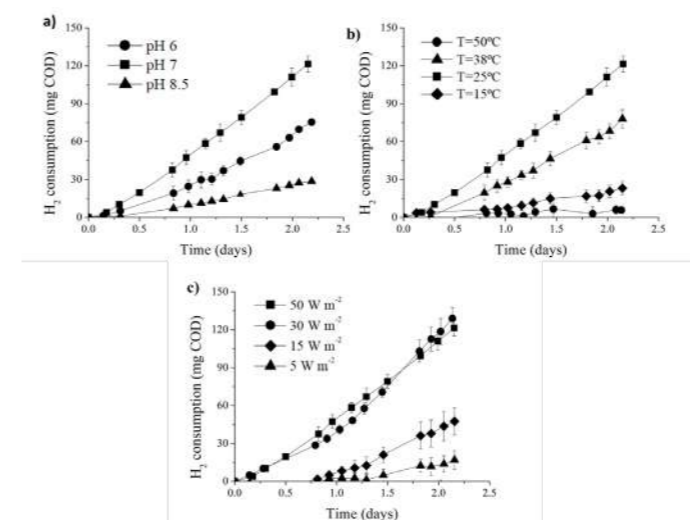 a)
150
120
90
60
30
0
H₂ consumption (mg COD)
pH 6
pH 7
pH 8.5
0.0 0.5 1.0 1.5 2.0 2.5
Time (days)
b)
150
120
90
60
30
0
H₂ consumption (mg COD)
T=50ºC
T=38ºC
T=25ºC
T=15ºC
0.0 0.5 1.0 1.5 2.0 2.5
Time (days)
c)
150
120
90
60
30
0
H₂ consumption (mg COD)
50 W m⁻²
30 W m⁻²
15 W m⁻²
5 W m⁻²
0.0 0.5 1.0 1.5 2.0 2.5
Time (days)